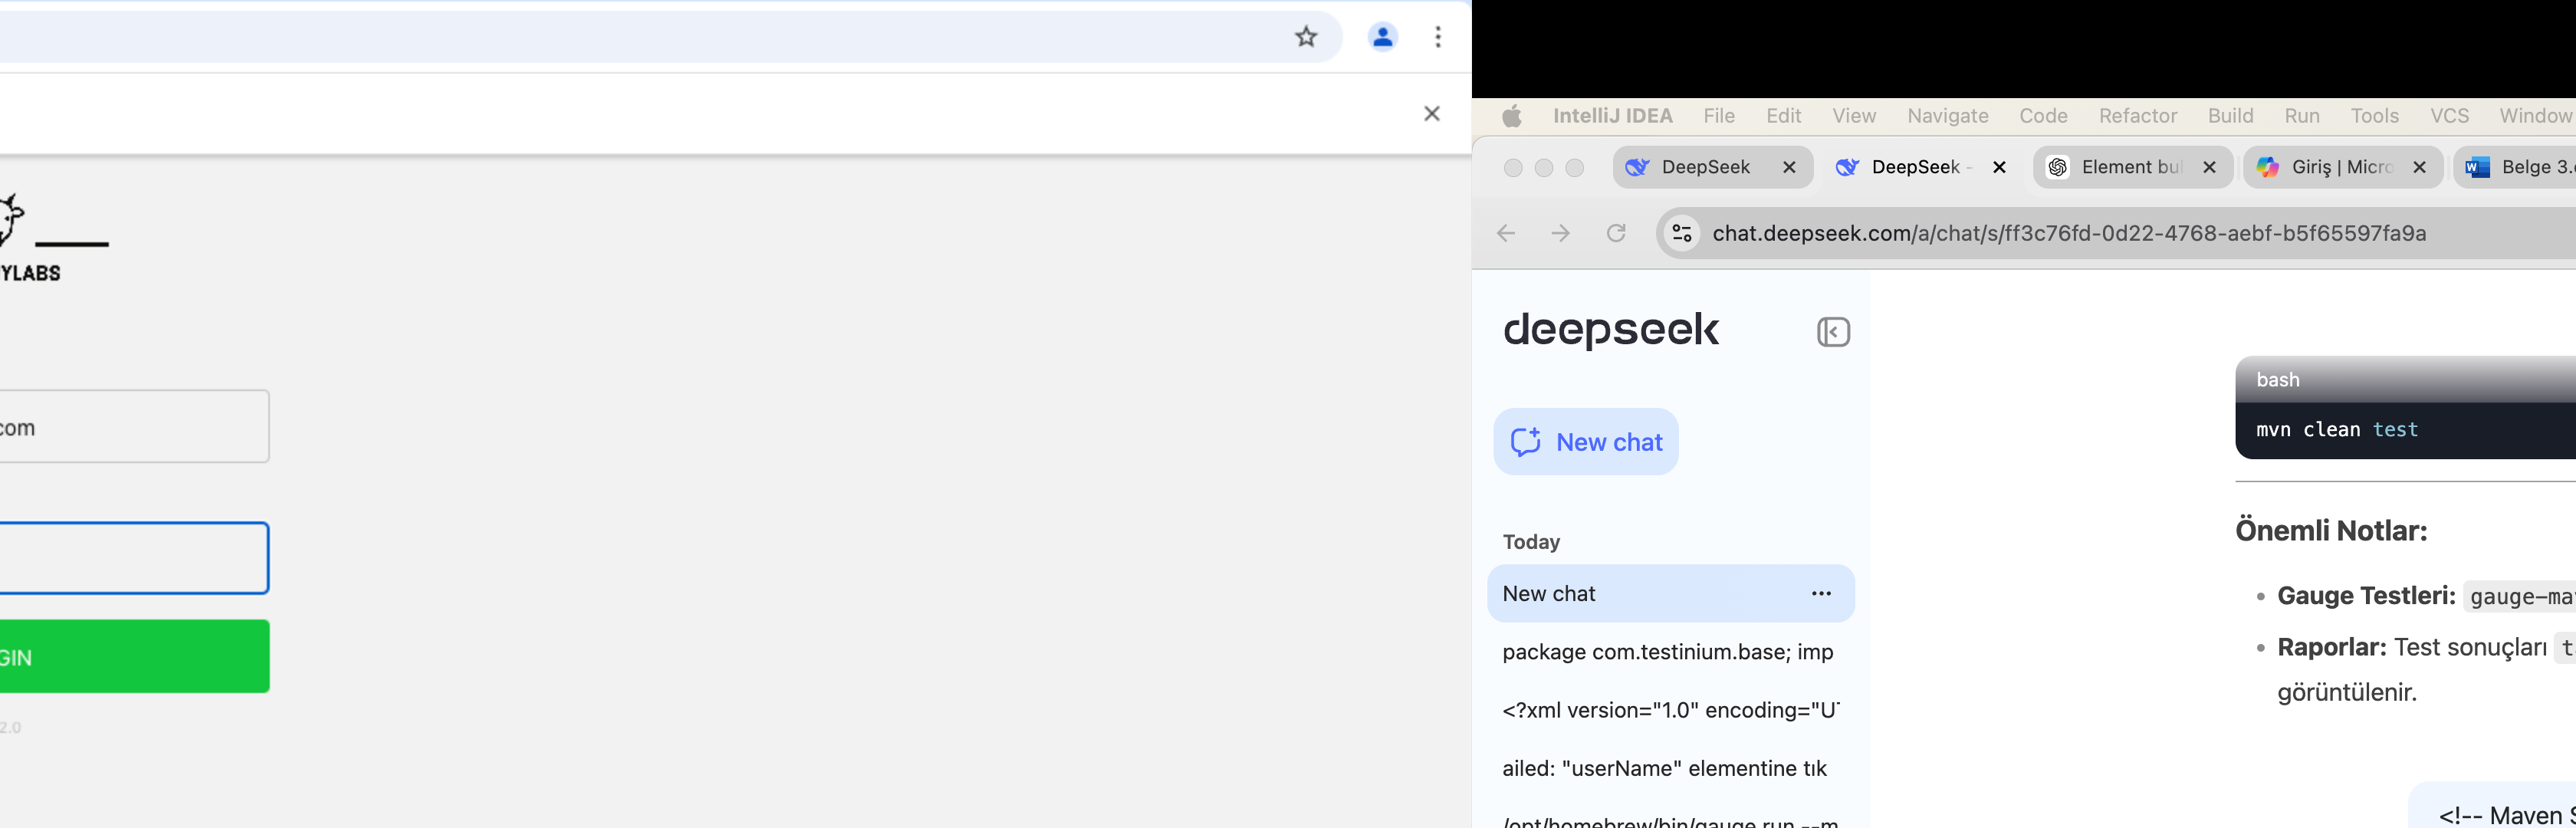 YLABS
com
GIN
2.0
IntelliJ IDEA File Edit View Navigate Code Refactor Build Run Tools VCS Window
DeepSeek
DeepSeek -
Element bul
Giriş | Micro
Belge 3.
chat.deepseek.com/a/chat/s/ff3c76fd-0d22-4768-aebf-b5f65597fa9a
deepseek
New chat
Today
New chat
package com.testinium.base; imp
<?xml version="1.0" encoding="UT
ailed: "userName" elementine tık
/opt/homebrew/bin/gauge run --m
bash
mvn clean test
Önemli Notlar:
Gauge Testleri: gauge-ma
Raporlar: Test sonuçları t
görüntülenir.
<!-- Maven S